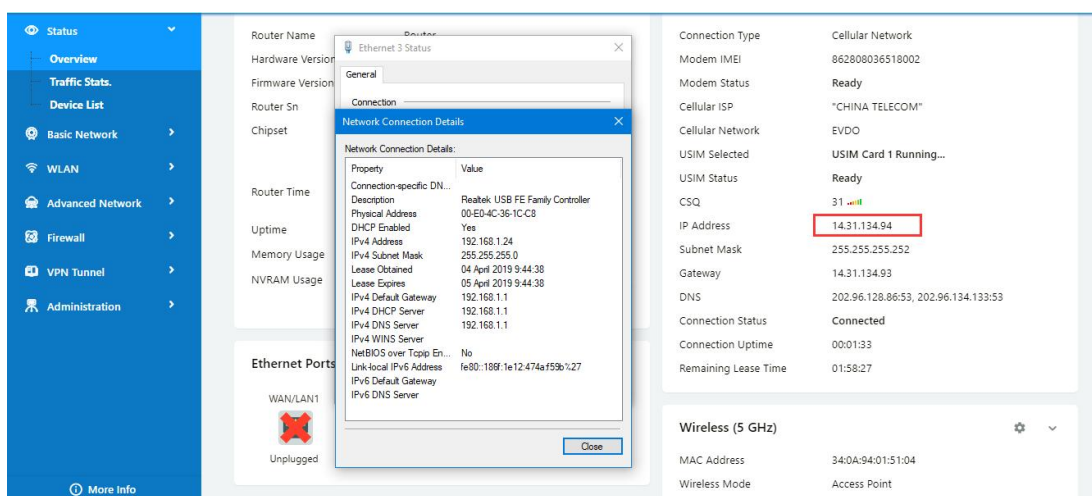 Status
Overview
Traffic Stats.
Device List
Basic Network
WLAN
Advanced Network
Firewall
VPN Tunnel
Administration
More Info
Router Name
Hardware Version
Firmware Version
Router Sn
Chipset
Router Time
Uptime
Memory Usage
NVRAM Usage
Router
Ethernet 3 Status
General
Connection
Network Connection Details
Network Connection Details:
Property Value
Connection-specific DN...
Description Realtek USB FE Family Controller
Physical Address 00-E0-4C-36-1C-C8
DHCP Enabled Yes
IPv4 Address 192.168.1.24
IPv4 Subnet Mask 255.255.255.0
Lease Obtained 04 April 2019 9:44:38
Lease Expires 05 April 2019 9:44:38
IPv4 Default Gateway 192.168.1.1
IPv4 DHCP Server 192.168.1.1
IPv4 DNS Server 192.168.1.1
IPv4 WINS Server
NetBIOS over Tcpip En... No
Link-local IPv6 Address fe80::186f:1e12:474a:f59b%27
IPv6 Default Gateway
IPv6 DNS Server
Close
Ethernet Ports
WAN/LAN1
Unplugged
Connection Type Cellular Network
Modem IMEI 862808036518002
Modem Status Ready
Cellular ISP "CHINA TELECOM"
Cellular Network EVDO
USIM Selected USIM Card 1 Running...
USIM Status Ready
CSQ 31
IP Address 14.31.134.94
Subnet Mask 255.255.255.252
Gateway 14.31.134.93
DNS 202.96.128.86:53, 202.96.134.133:53
Connection Status Connected
Connection Uptime 00:01:33
Remaining Lease Time 01:58:27
Wireless (5 GHz)
MAC Address 34:0A:94:01:51:04
Wireless Mode Access Point